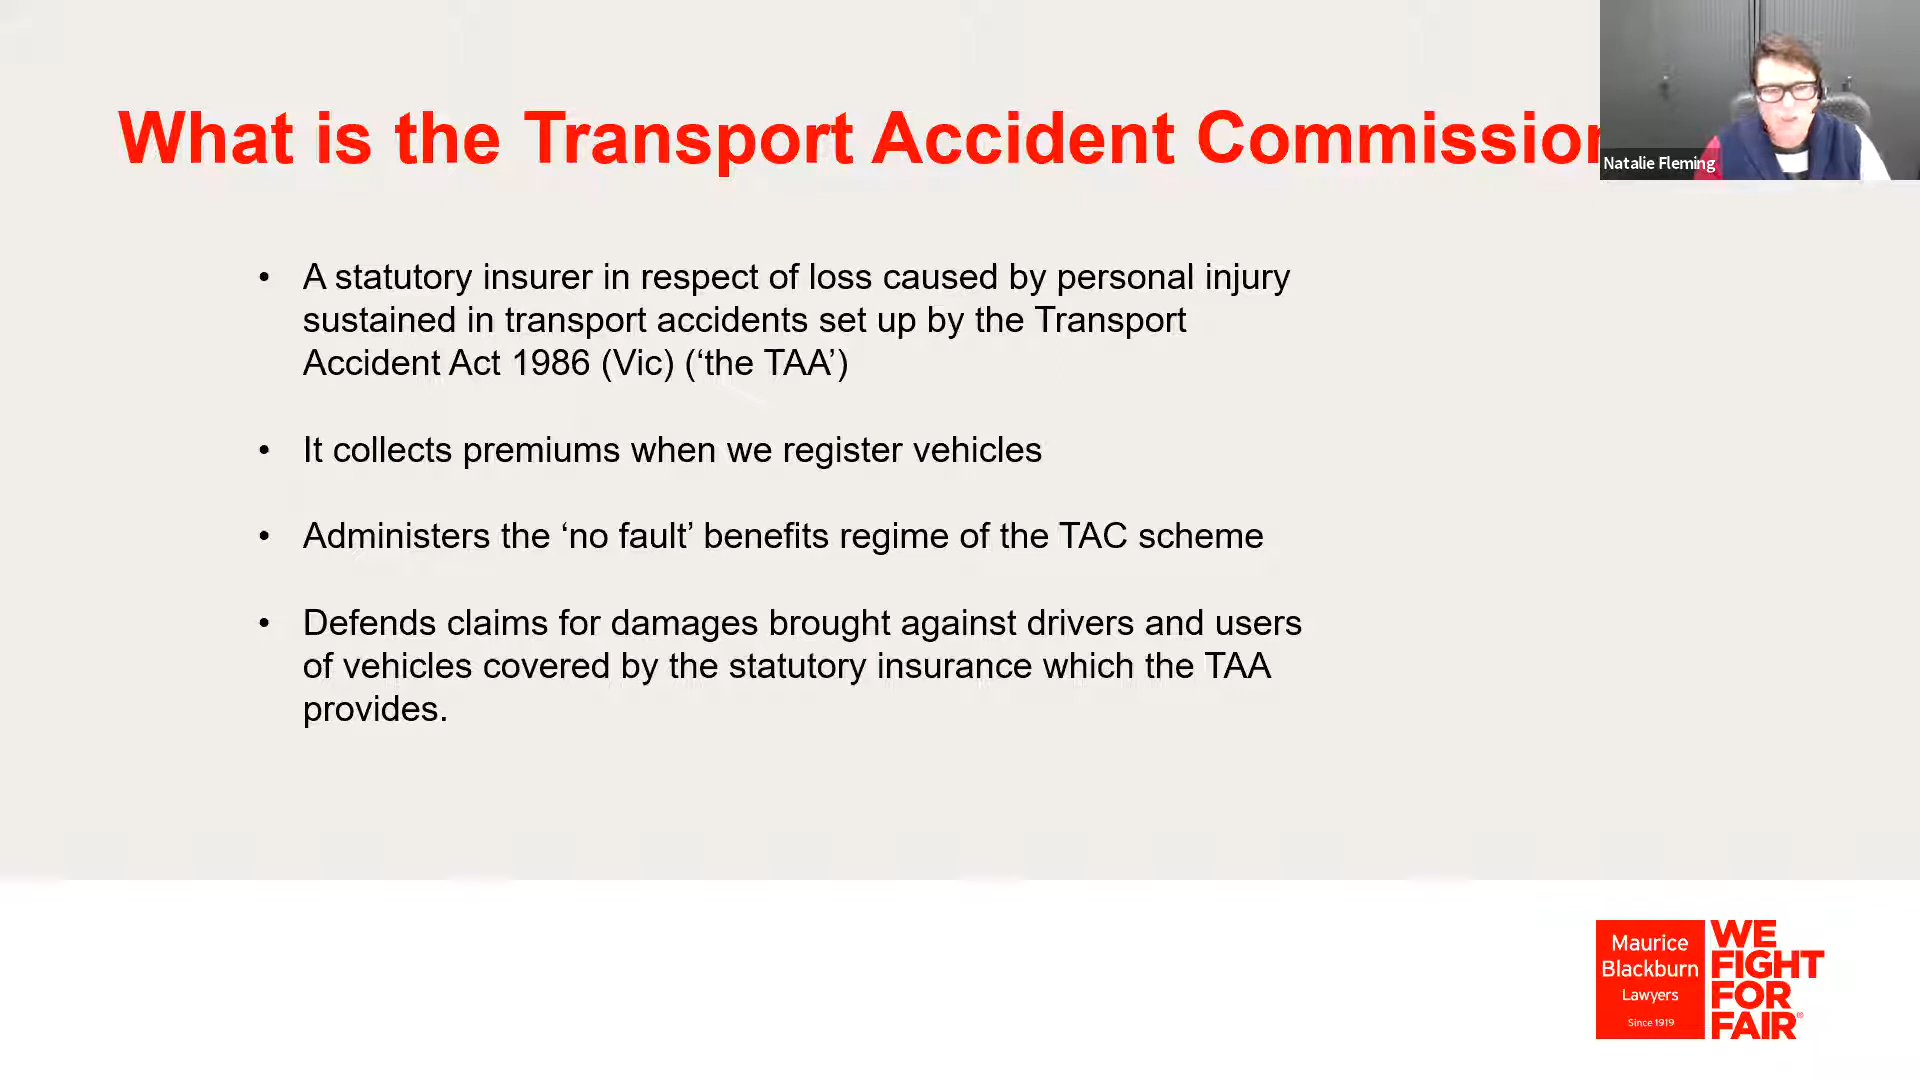 What is the Transport Accident Commission
Natalie Fleming
• A statutory insurer in respect of loss caused by personal injury
sustained in transport accidents set up by the Transport
Accident Act 1986 (Vic) (‘the TAA’)
• It collects premiums when we register vehicles
• Administers the ‘no fault’ benefits regime of the TAC scheme
• Defends claims for damages brought against drivers and users
of vehicles covered by the statutory insurance which the TAA
provides.
Maurice
Blackburn
Lawyers
Since 1919
WE
FIGHT
FOR
FAIR®